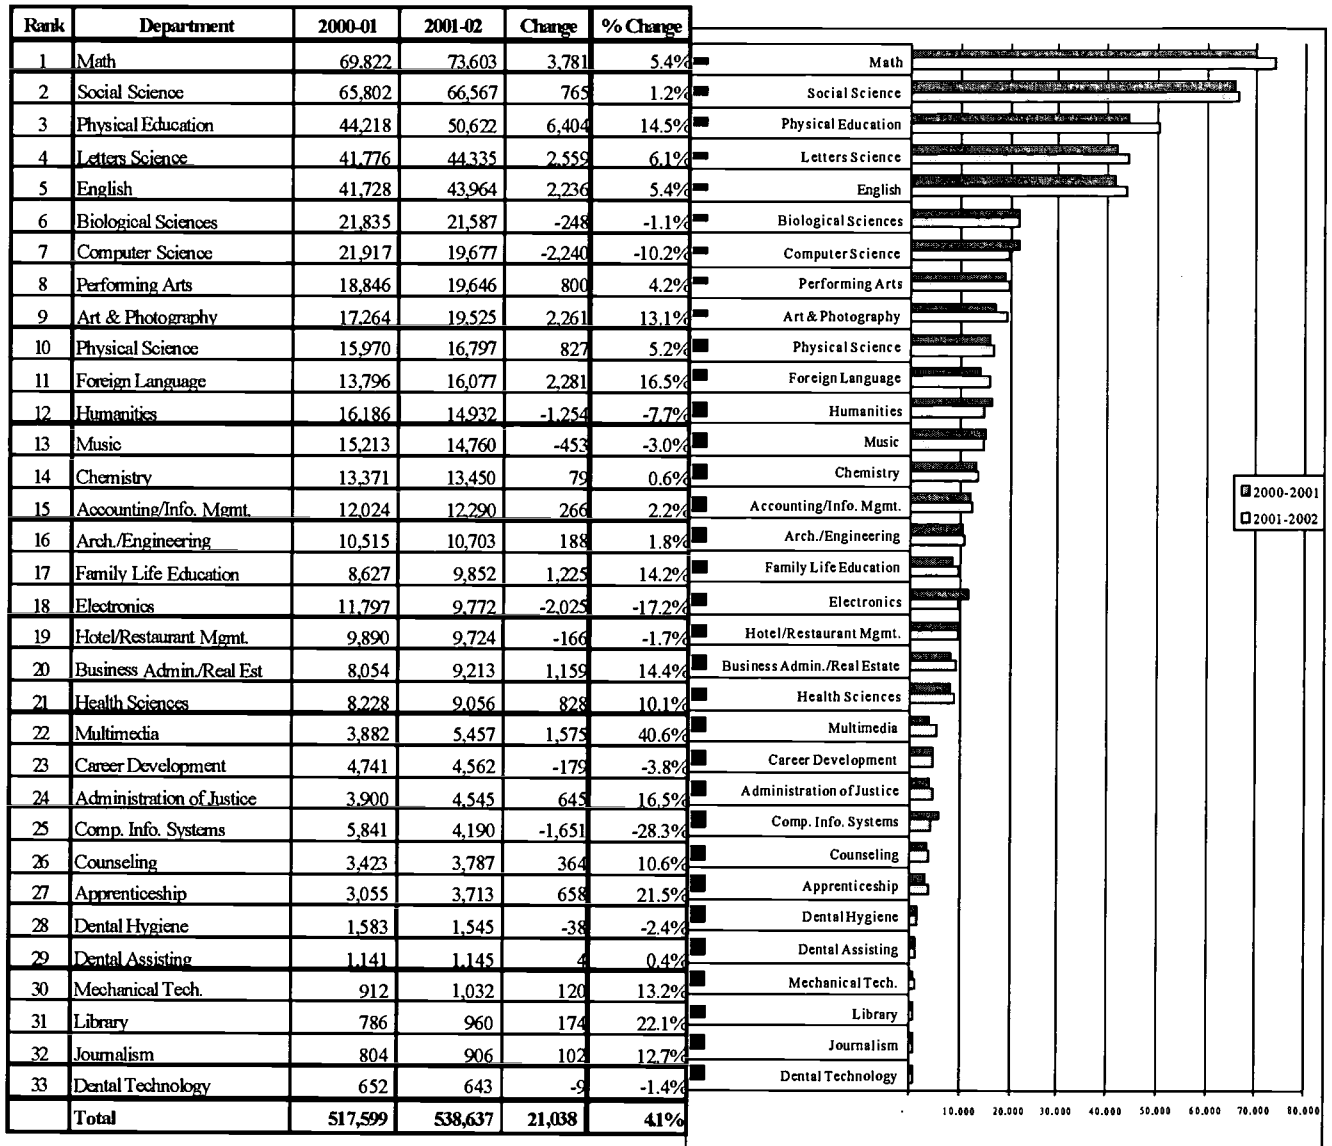 Rank Department 2000-01 2001-02 Change % Change
1 Math 69,822 73,603 3,781 5.4%
2 Social Science 65,802 66,567 765 1.2%
3 Physical Education 44,218 50,622 6,404 14.5%
4 Letters Science 41,776 44,335 2,559 6.1%
5 English 41,728 43,964 2,236 5.4%
6 Biological Sciences 21,835 21,587 -248 -1.1%
7 Computer Science 21,917 19,677 -2,240 -10.2%
8 Performing Arts 18,846 19,646 800 4.2%
9 Art & Photography 17,264 19,525 2,261 13.1%
10 Physical Science 15,970 16,797 827 5.2%
11 Foreign Language 13,796 16,077 2,281 16.5%
12 Humanities 16,186 14,932 -1,254 -7.7%
13 Music 15,213 14,760 -453 -3.0%
14 Chemistry 13,371 13,450 79 0.6%
15 Accounting/Info. Mgmt. 12,024 12,290 266 2.2%
16 Arch./Engineering 10,515 10,703 188 1.8%
17 Family Life Education 8,627 9,852 1,225 14.2%
18 Electronics 11,797 9,772 -2,025 -17.2%
19 Hotel/Restaurant Mgmt. 9,890 9,724 -166 -1.7%
20 Business Admin./Real Est 8,054 9,213 1,159 14.4%
21 Health Sciences 8,228 9,056 828 10.1%
22 Multimedia 3,882 5,457 1,575 40.6%
23 Career Development 4,741 4,562 -179 -3.8%
24 Administration of Justice 3,900 4,545 645 16.5%
25 Comp. Info. Systems 5,841 4,190 -1,651 -28.3%
26 Counseling 3,423 3,787 364 10.6%
27 Apprenticeship 3,055 3,713 658 21.5%
28 Dental Hygiene 1,583 1,545 -38 -2.4%
29 Dental Assisting 1,141 1,145 4 0.4%
30 Mechanical Tech. 912 1,032 120 13.2%
31 Library 786 960 174 22.1%
32 Journalism 804 906 102 12.7%
33 Dental Technology 652 643 -9 -1.4%
Total 517,599 538,637 21,038 4.1%
Math
Social Science
Physical Education
Letters Science
English
Biological Sciences
Computer Science
Performing Arts
Art & Photography
Physical Science
Foreign Language
Humanities
Music
Chemistry
Accounting/Info. Mgmt.
Arch./Engineering
Family Life Education
Electronics
Hotel/Restaurant Mgmt.
Business Admin./Real Estate
Health Sciences
Multimedia
Career Development
Administration of Justice
Comp. Info. Systems
Counseling
Apprenticeship
Dental Hygiene
Dental Assisting
Mechanical Tech.
Library
Journalism
Dental Technology
- 10,000 20,000 30,000 40,000 50,000 60,000 70,000 80,000
2000-2001
2001-2002